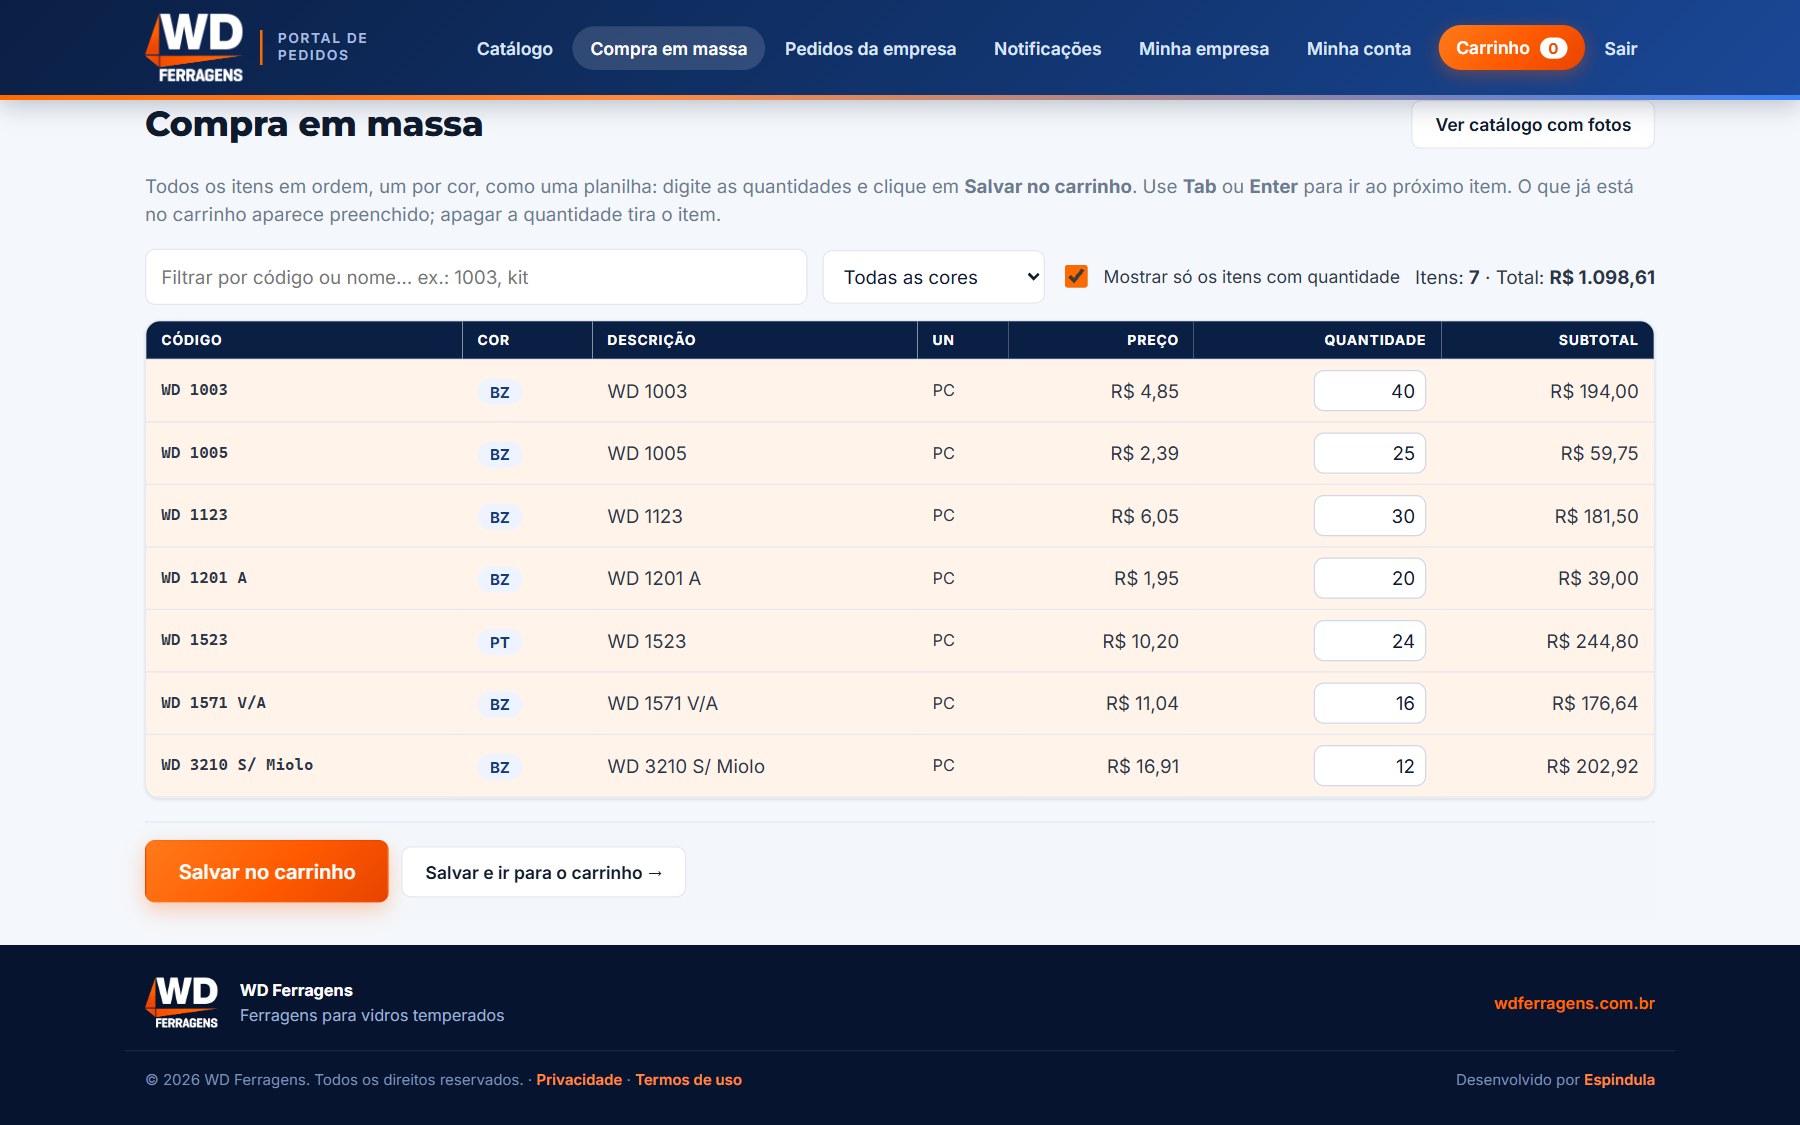 WD
FERRAGENS
PORTAL DE
PEDIDOS
Catálogo
Compra em massa
Pedidos da empresa
Notificações
Minha empresa
Minha conta
Carrinho 0
Sair
Compra em massa
Ver catálogo com fotos
Todos os itens em ordem, um por cor, como uma planilha: digite as quantidades e clique em Salvar no carrinho. Use Tab ou Enter para ir ao próximo item. O que já está
no carrinho aparece preenchido; apagar a quantidade tira o item.
Filtrar por código ou nome... ex.: 1003, kit
Todas as cores
Mostrar só os itens com quantidade
Itens: 7 · Total: R$ 1.098,61
CÓDIGO COR DESCRIÇÃO UN PREÇO QUANTIDADE SUBTOTAL
WD 1003 BZ WD 1003 PC R$ 4,85 40 R$ 194,00
WD 1005 BZ WD 1005 PC R$ 2,39 25 R$ 59,75
WD 1123 BZ WD 1123 PC R$ 6,05 30 R$ 181,50
WD 1201 A BZ WD 1201 A PC R$ 1,95 20 R$ 39,00
WD 1523 PT WD 1523 PC R$ 10,20 24 R$ 244,80
WD 1571 V/A BZ WD 1571 V/A PC R$ 11,04 16 R$ 176,64
WD 3210 S/ Miolo BZ WD 3210 S/ Miolo PC R$ 16,91 12 R$ 202,92
Salvar no carrinho
Salvar e ir para o carrinho →
WD
FERRAGENS
WD Ferragens
Ferragens para vidros temperados
wdferragens.com.br
© 2026 WD Ferragens. Todos os direitos reservados. · Privacidade · Termos de uso
Desenvolvido por Espindula